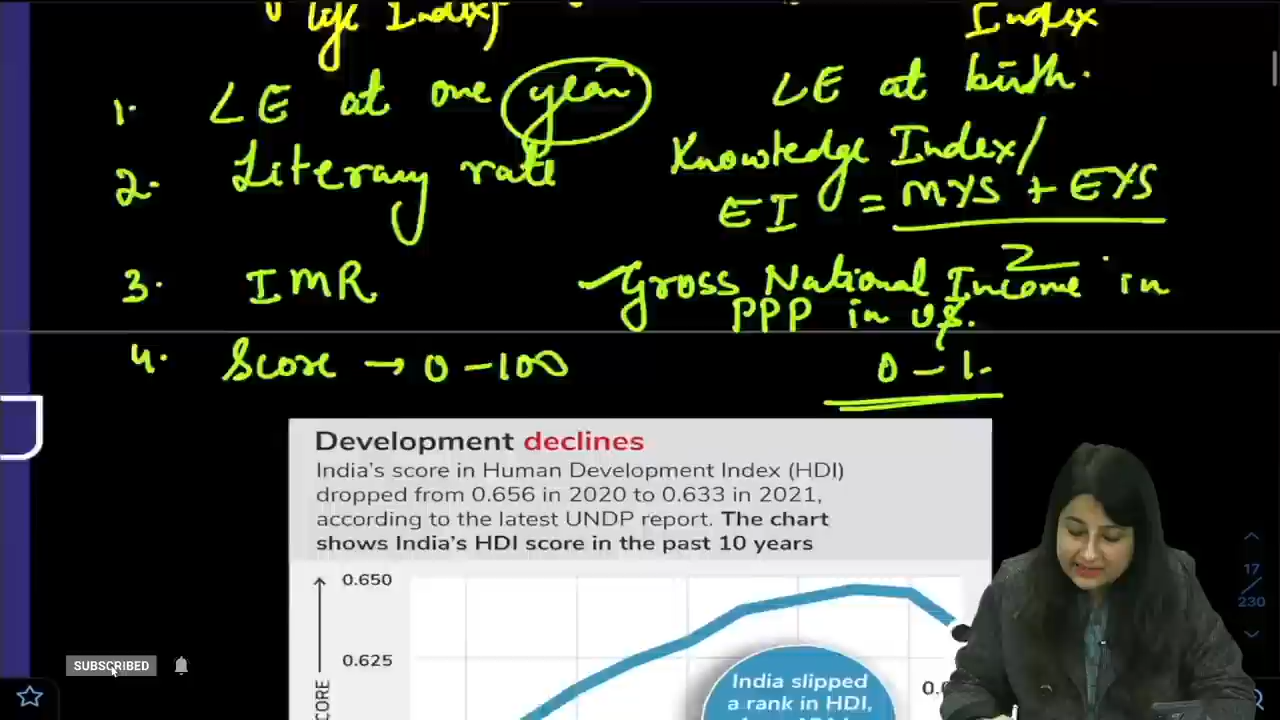 Index)
Index
1. LE at one year
LE at birth.
2. Literacy rate
Knowledge Index/
EI = MYS + EYS
2
3. IMR
Gross National Income in
PPP in U$.
4. Score → 0 - 100
0 - 1.
Development declines
India's score in Human Development Index (HDI)
dropped from 0.656 in 2020 to 0.633 in 2021,
according to the latest UNDP report. The chart
shows India's HDI score in the past 10 years
0.650
0.625
India slipped
a rank in HDI,
SCORE
SUBSCRIBED
17
230